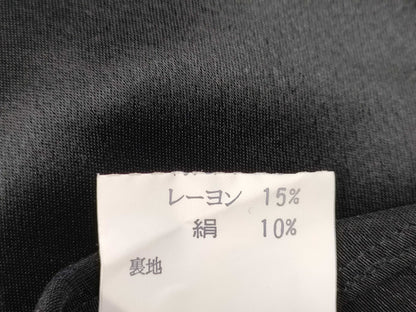 レーヨン 15%
絹 10%
裏地